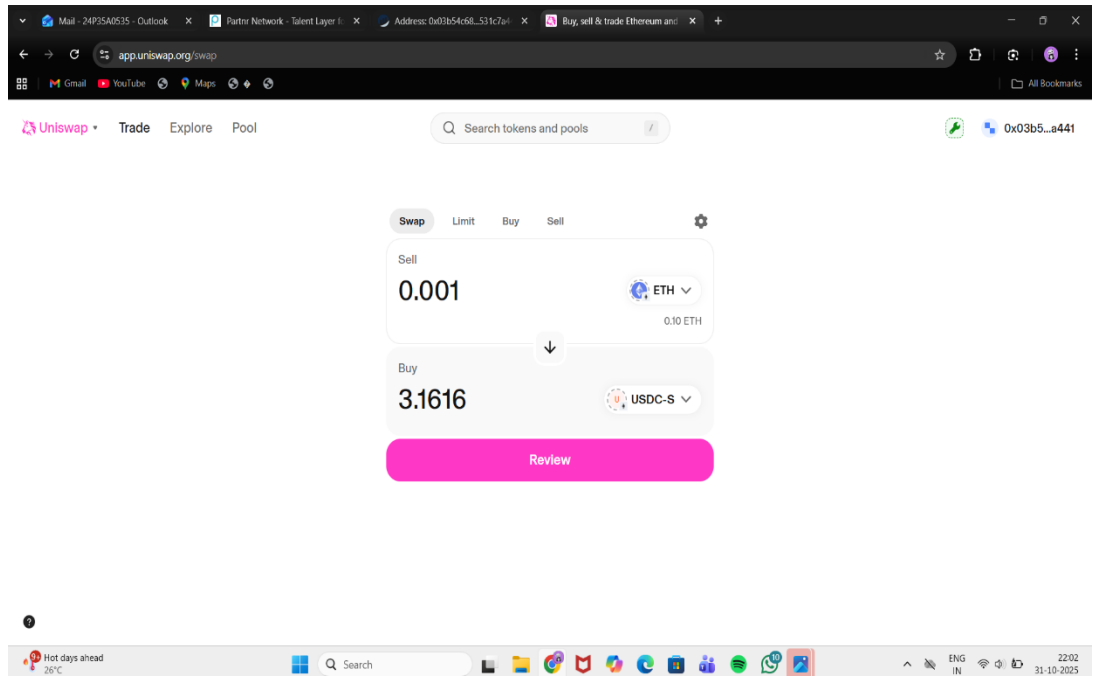 Mail - 24P35A0535 - Outlook
Partnr Network - Talent Layer fo
Address: 0x03b54c68...531c7a4
Buy, sell & trade Ethereum and
app.uniswap.org/swap
Gmail YouTube Maps All Bookmarks
Uniswap Trade Explore Pool Search tokens and pools / 0x03b5...a441
Swap Limit Buy Sell
Sell
0.001 ETH
0.10 ETH
Buy
3.1616 USDC-S
Review
Hot days ahead
26°C
Search
10
ENG
IN
22:02
31-10-2025